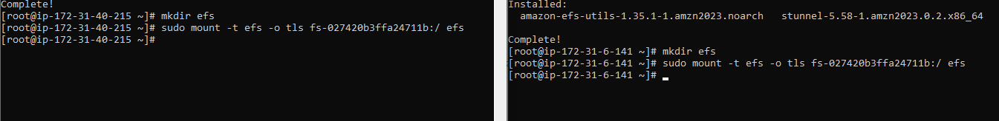 Complete!
[root@ip-172-31-40-215 ~]# mkdir efs
[root@ip-172-31-40-215 ~]# sudo mount -t efs -o tls fs-027420b3ffa24711b:/ efs
[root@ip-172-31-40-215 ~]#
Installed:
  amazon-efs-utils-1.35.1-1.amzn2023.noarch   stunnel-5.58-1.amzn2023.0.2.x86_64

Complete!
[root@ip-172-31-6-141 ~]# mkdir efs
[root@ip-172-31-6-141 ~]# sudo mount -t efs -o tls fs-027420b3ffa24711b:/ efs
[root@ip-172-31-6-141 ~]#